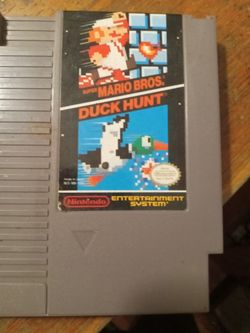 SUPER MARIO BROS.
DUCK HUNT
Nintendo
ENTERTAINMENT
SYSTEM